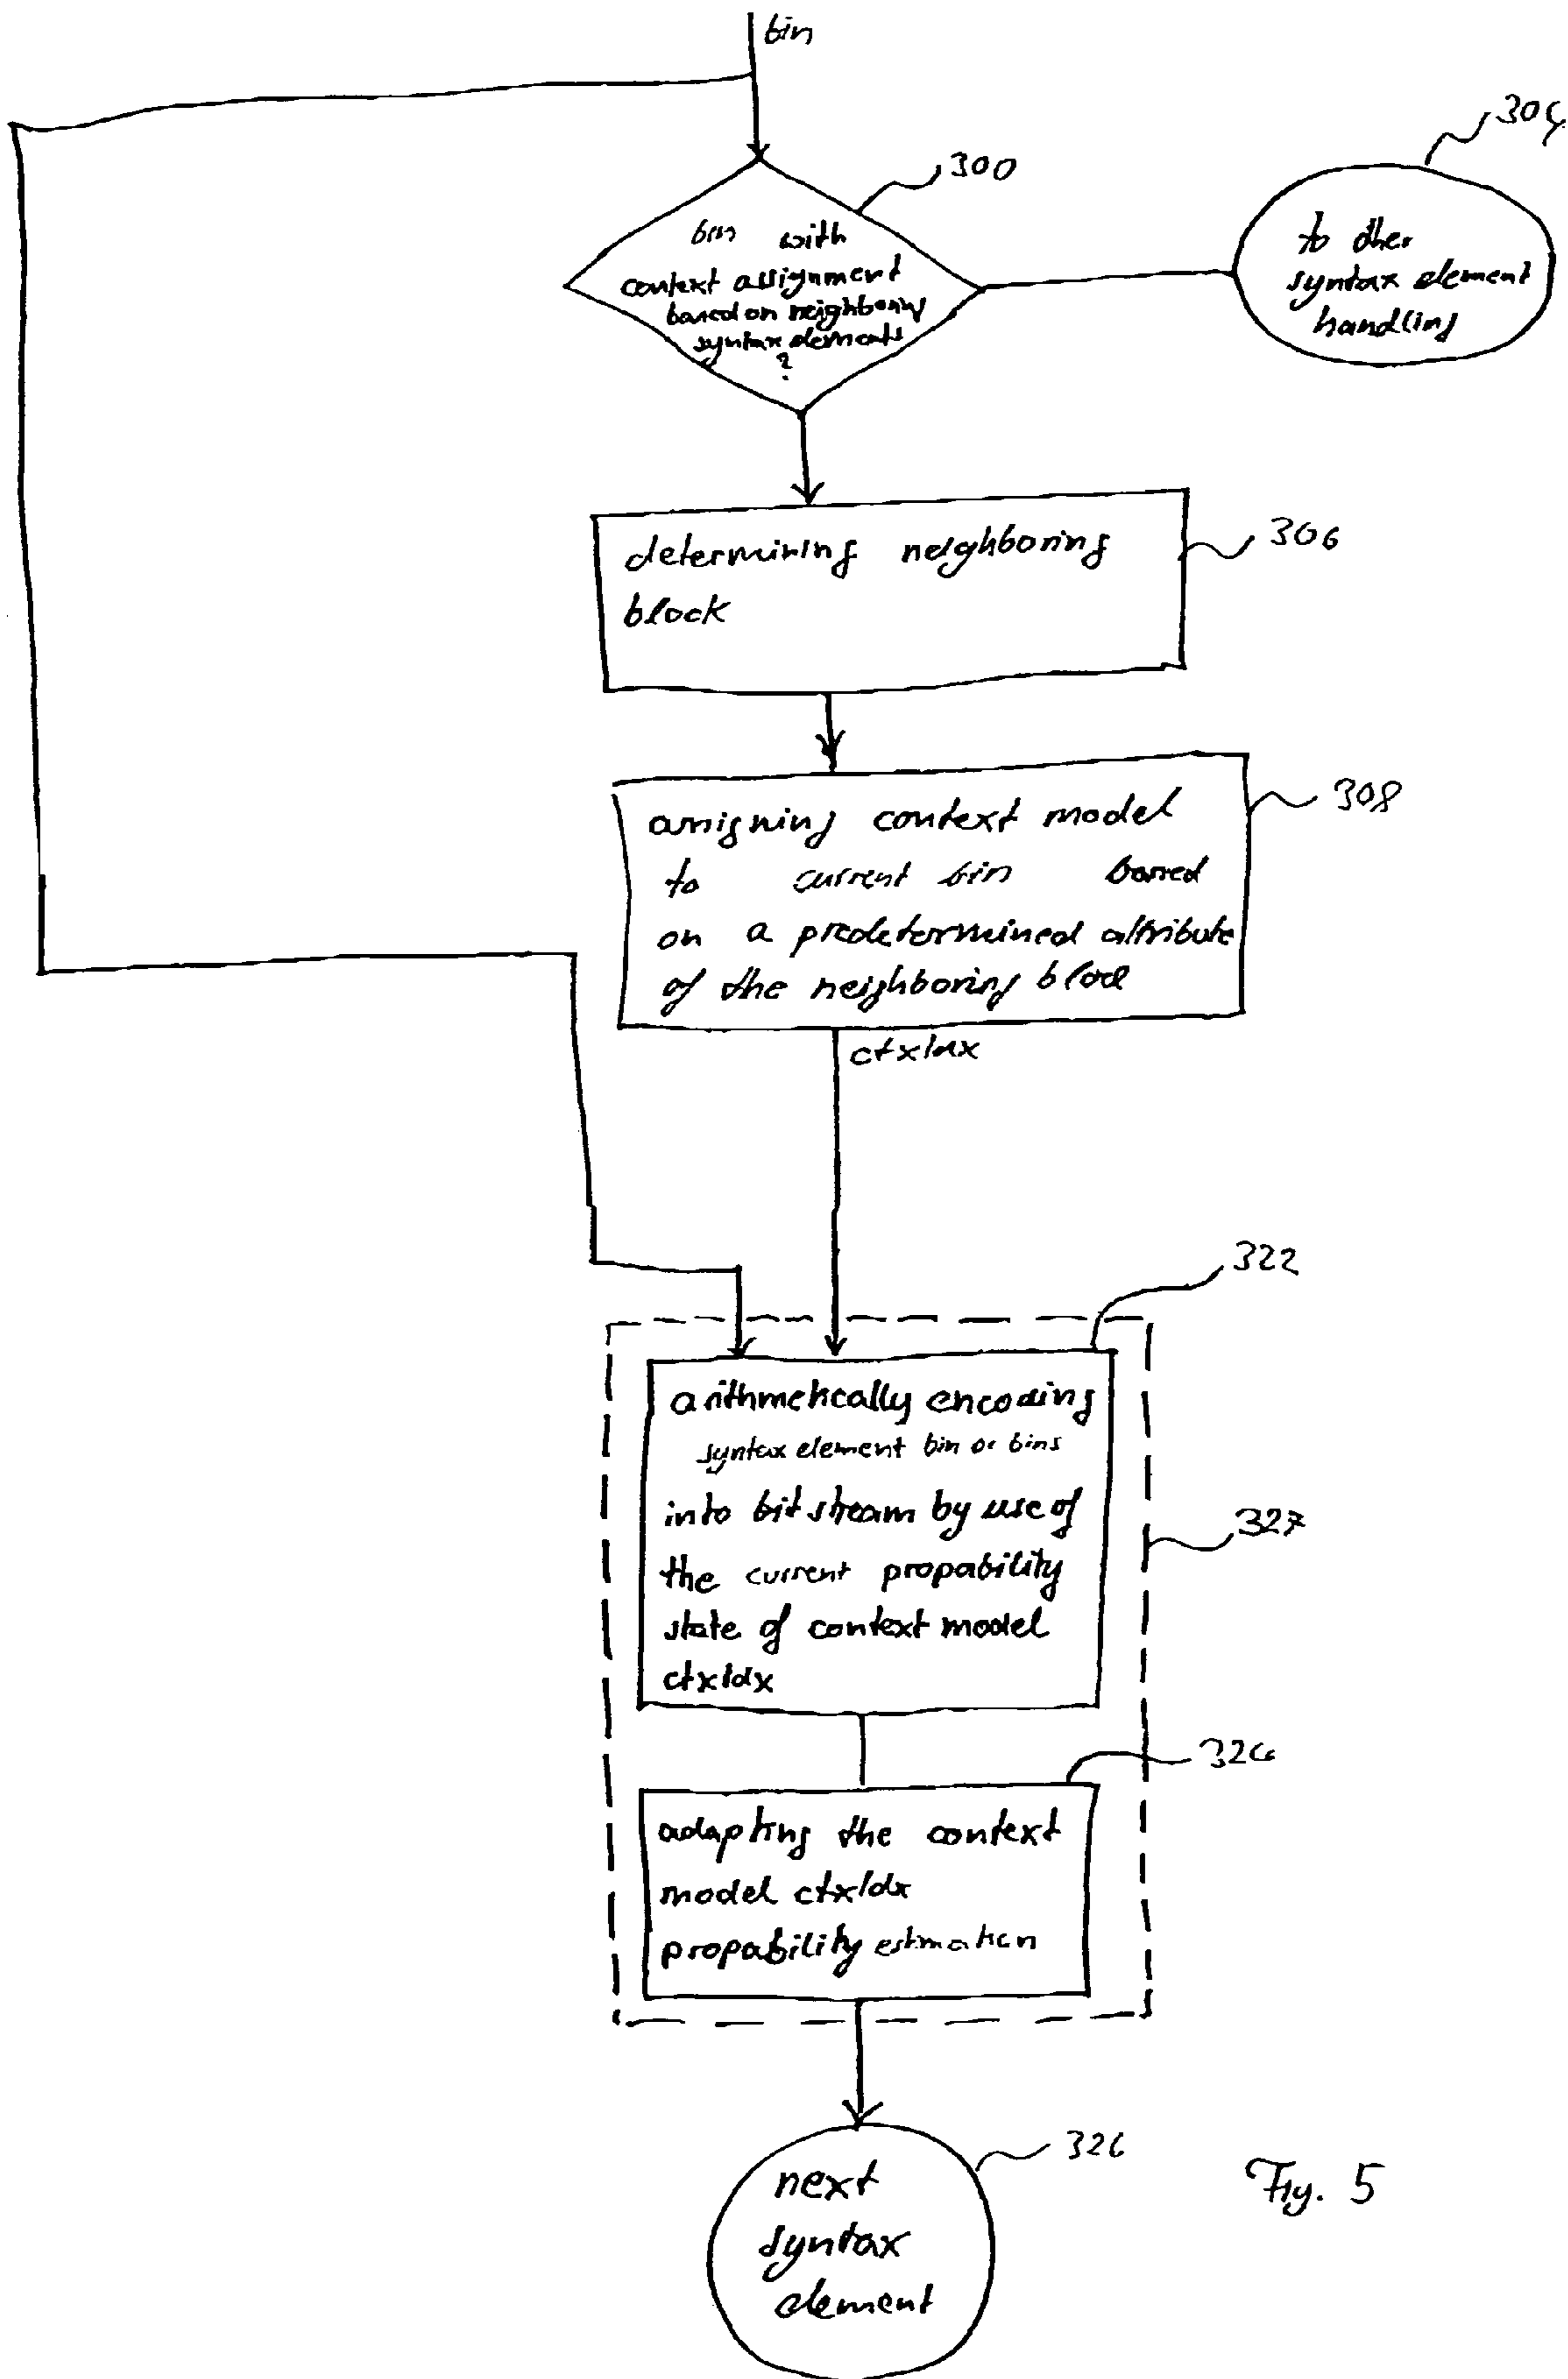 bin
300
304
bin with
context assignment
based on neighboring
syntax elements
?
to other
syntax element
handling
determining neighboring
block
306
assigning context model
to current bin based
on a predetermined attribute
of the neighboring block
308
ctxIdx
322
arithmetically encoding
syntax element bin or bins
into bitstream by use of
the current propability
state of context model
ctxIdx
327
324
adapting the context
model ctxIdx
propability estimation
326
next
syntax
element
Fig. 5